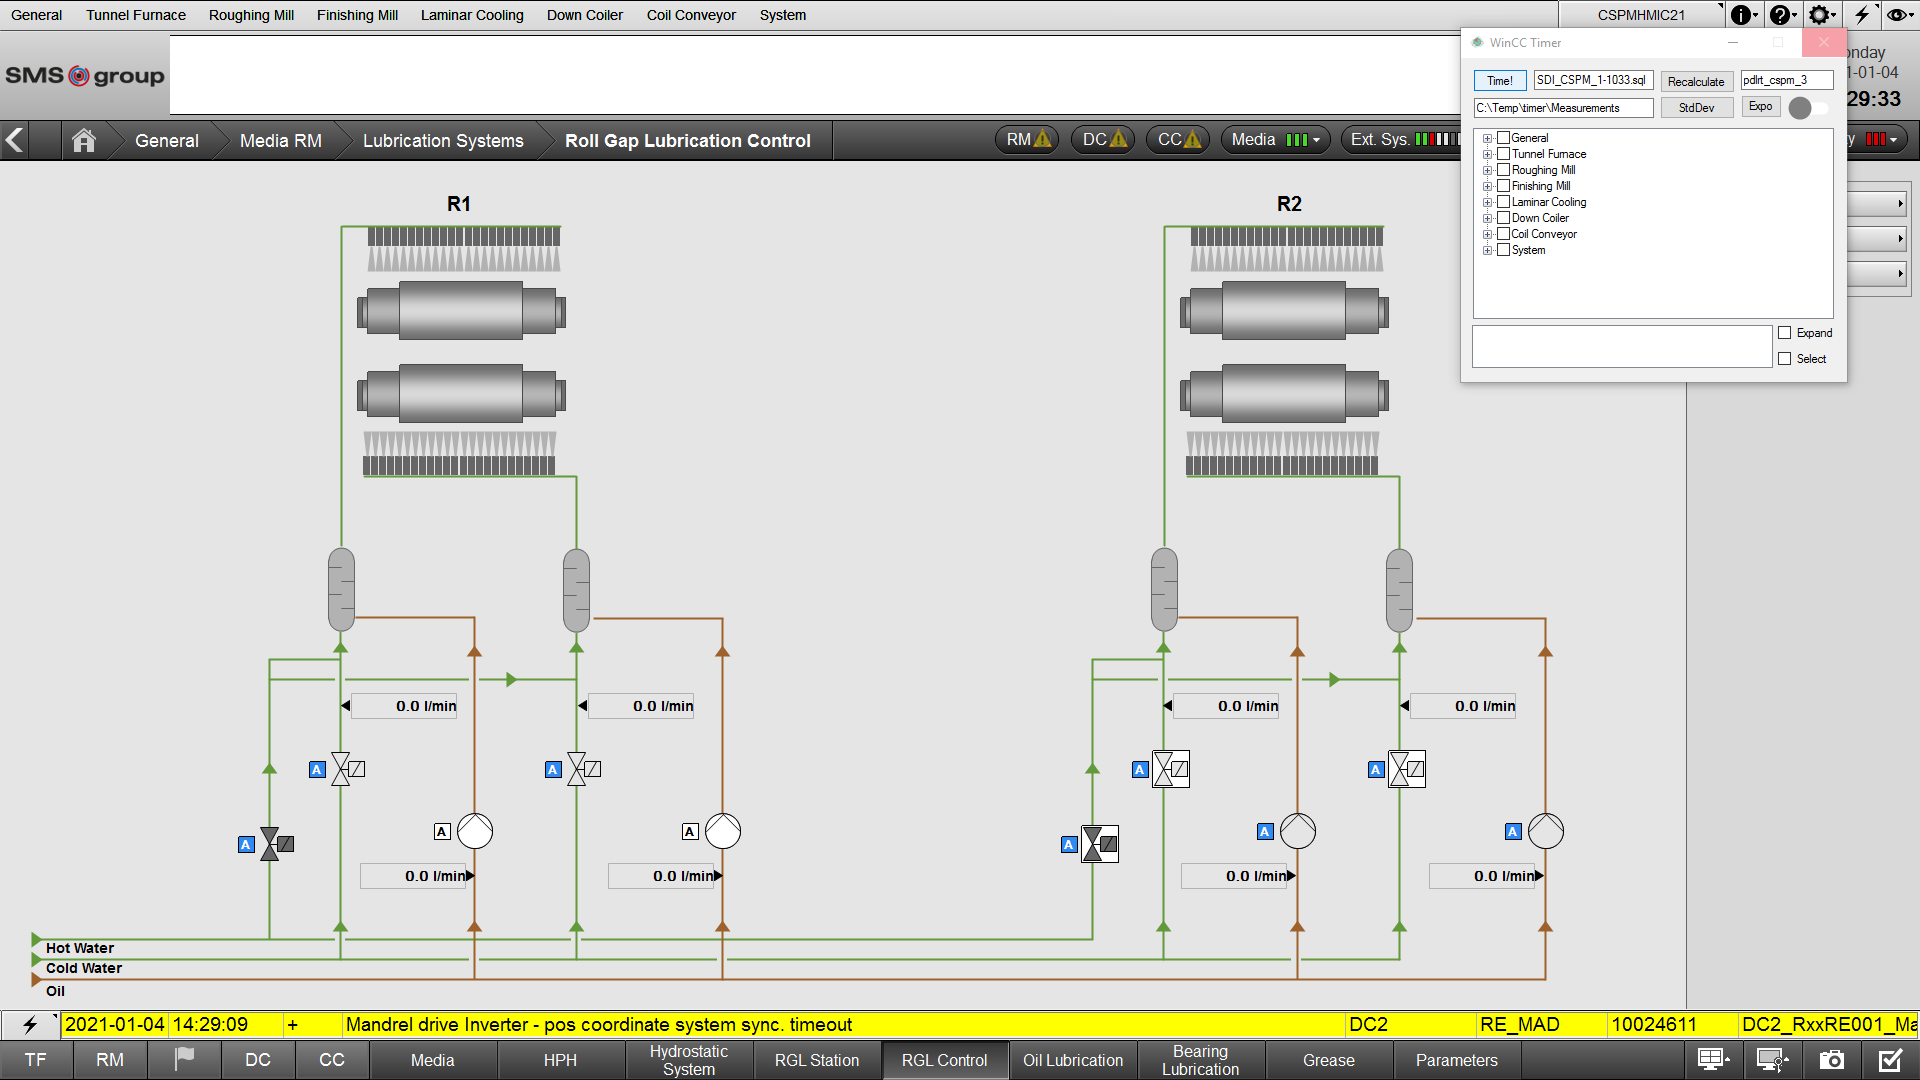 General Tunnel Furnace Roughing Mill Finishing Mill Laminar Cooling Down Coiler Coil Conveyor System CSPMHMIC21
WinCC Timer
SMS group
nday
1-01-04
29:33
Time! SDI_CSPM_1-1033.sql Recalculate pdlrt_cspm_3
C:\Temp\timer\Measurements StdDev Expo
General Media RM Lubrication Systems Roll Gap Lubrication Control RM DC CC Media Ext. Sys. y
General
Tunnel Furnace
Roughing Mill
Finishing Mill
Laminar Cooling
Down Coiler
Coil Conveyor
System
Expand
Select
R1 R2
0.0 l/min 0.0 l/min 0.0 l/min 0.0 l/min
A A A A
A A A A
A A
0.0 l/min 0.0 l/min 0.0 l/min 0.0 l/min
Hot Water
Cold Water
Oil
2021-01-04 14:29:09 + Mandrel drive Inverter - pos coordinate system sync. timeout DC2 RE_MAD 10024611 DC2_RxxRE001_Ma
TF RM DC CC Media HPH Hydrostatic System RGL Station RGL Control Oil Lubrication Bearing Lubrication Grease Parameters